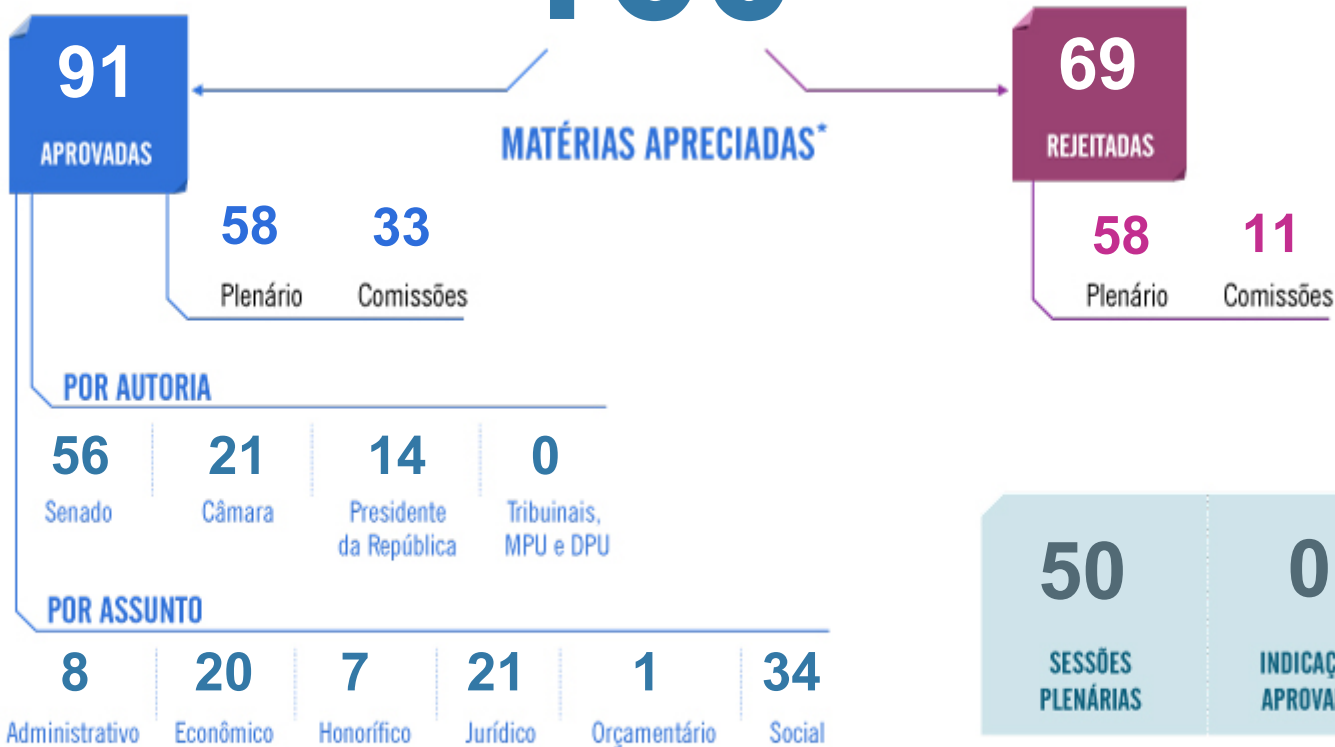 91
APROVADAS
MATÉRIAS APRECIADAS*
69
REJEITADAS
58 33
Plenário Comissões
58 11
Plenário Comissões
POR AUTORIA
56 21 14 0
Senado Câmara Presidente da República Tribuinais, MPU e DPU
POR ASSUNTO
8 20 7 21 1 34
Administrativo Econômico Honorífico Jurídico Orçamentário Social
50 0
SESSÕES
PLENÁRIAS